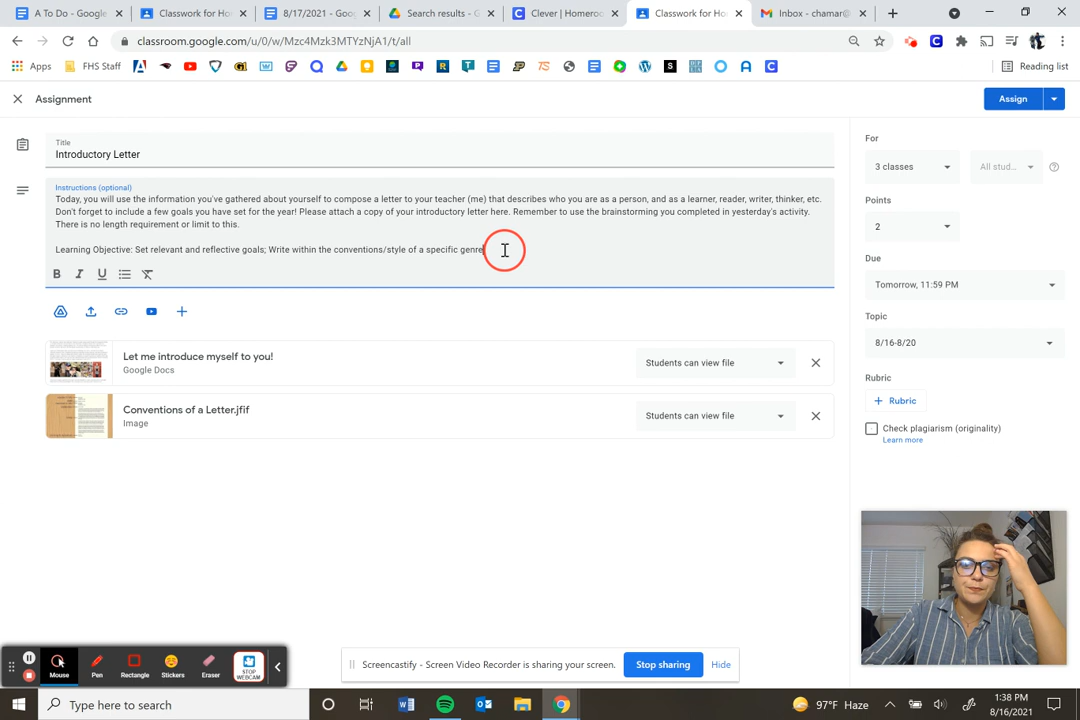 A To Do - Google
Classwork for Ho
8/17/2021 - Goo
Search results - G
Clever | Homeroo
Classwork for Ho
Inbox - chamar@
classroom.google.com/u/0/w/Mzc4Mzk3MTYzNjA1/t/all
Apps
FHS Staff
Reading list
Assignment
Assign
Title
Introductory Letter
Instructions (optional)
Today, you will use the information you've gathered about yourself to compose a letter to your teacher (me) that describes who you are as a person, and as a learner, reader, writer, thinker, etc.
Don't forget to include a few goals you have set for the year! Please attach a copy of your introductory letter here. Remember to use the brainstorming you completed in yesterday's activity.
There is no length requirement or limit to this.
Learning Objective: Set relevant and reflective goals; Write within the conventions/style of a specific genre
B I U
Let me introduce myself to you!
Google Docs
Students can view file
Conventions of a Letter.jfif
Image
Students can view file
For
3 classes
All stud...
Points
2
Due
Tomorrow, 11:59 PM
Topic
8/16-8/20
Rubric
+ Rubric
Check plagiarism (originality)
Learn more
Mouse
Pen
Rectangle
Stickers
Eraser
STOP WEBCAM
Screencastify - Screen Video Recorder is sharing your screen.
Stop sharing
Hide
Type here to search
97°F Haze
1:38 PM
8/16/2021